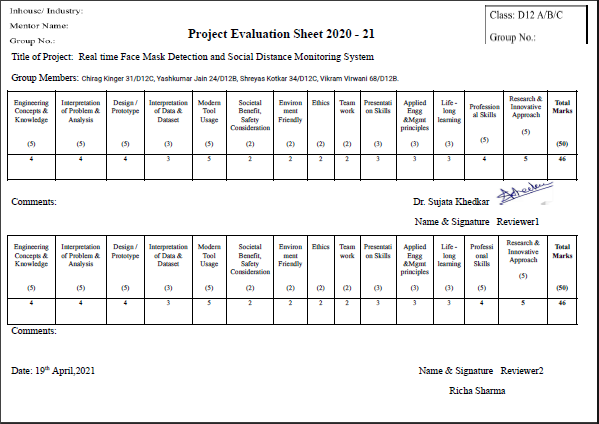 Inhouse/ Industry:
Class: D12 A/B/C
Mentor Name:
Project Evaluation Sheet 2020 - 21
Group No.:
Group No.:
Title of Project: Real time Face Mask Detection and Social Distance Monitoring System
Group Members: Chirag Kinger 31/D12C, Yashkumar Jain 24/D12B, Shreyas Kotkar 34/D12C, Vikram Virwani 68/D12B.
Engineering Concepts & Knowledge (5) Interpretation of Problem & Analysis (5) Design / Prototype (5) Interpretation of Data & Dataset (3) Modern Tool Usage (5) Societal Benefit, Safety Consideration (2) Environ ment Friendly (2) Ethics (2) Team work (2) Presentati on Skills (3) Applied Engg &Mgmt principles (3) Life - long learning (3) Profession al Skills (5) Research & Innovative Approach (5) Total Marks (50)
4 4 4 3 5 2 2 2 2 3 3 3 4 5 46
Comments:
Dr. Sujata Khedkar
Name & Signature Reviewer1
Engineering Concepts & Knowledge (5) Interpretation of Problem & Analysis (5) Design / Prototype (5) Interpretation of Data & Dataset (3) Modern Tool Usage (5) Societal Benefit, Safety Consideration (2) Environ ment Friendly (2) Ethics (2) Team work (2) Presentati on Skills (3) Applied Engg &Mgmt principles (3) Life - long learning (3) Professi onal Skills (5) Research & Innovative Approach (5) Total Marks (50)
4 4 4 3 5 2 2 2 2 3 3 3 4 5 46
Comments:
Date: 19th April,2021
Name & Signature Reviewer2
Richa Sharma